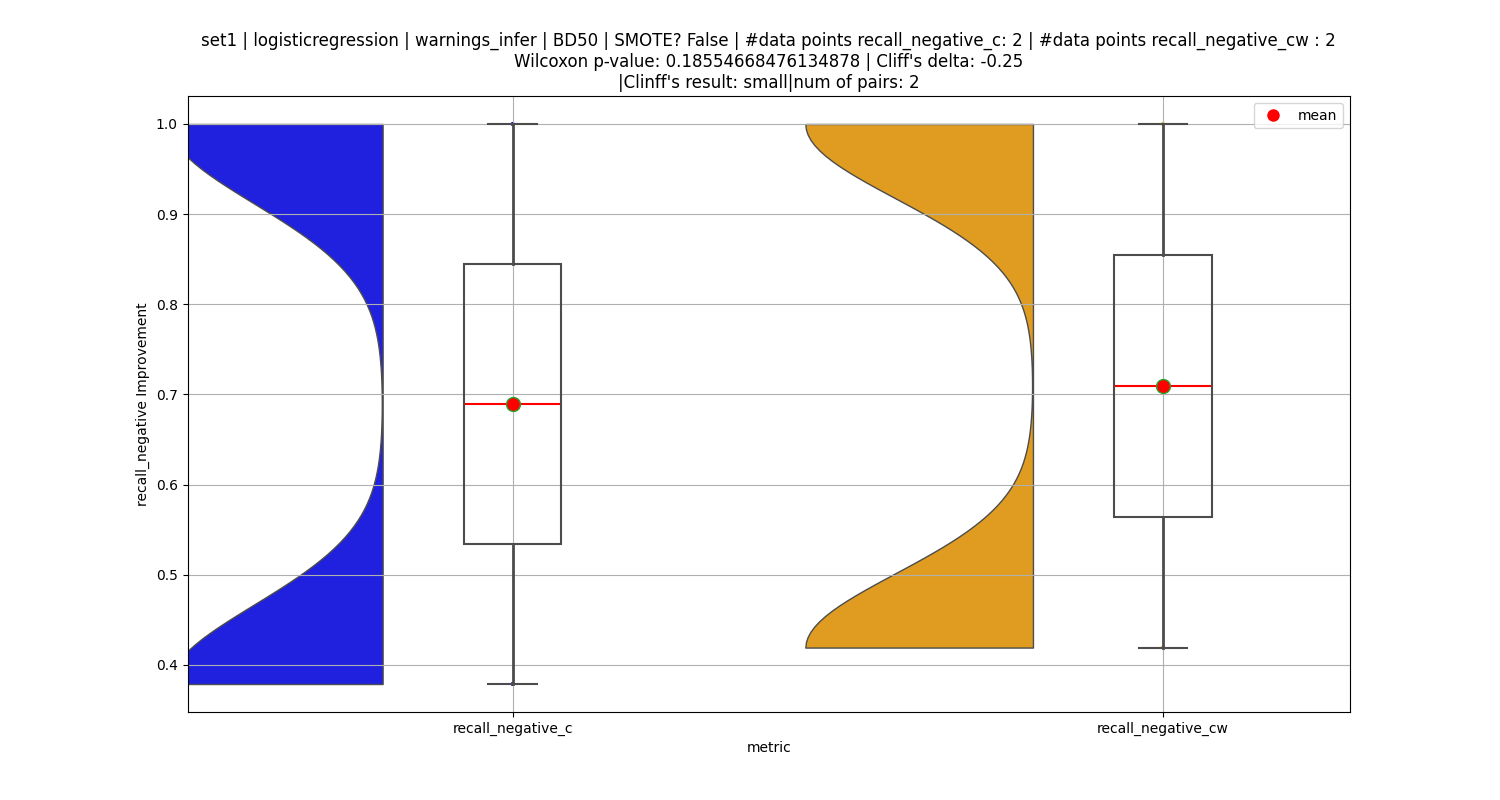 set1 | logisticregression | warnings_infer | BD50 | SMOTE? False | #data points recall_negative_c: 2 | #data points recall_negative_cw : 2
Wilcoxon p-value: 0.18554668476134878 | Cliff's delta: -0.25
|Clinff's result: small|num of pairs: 2
mean
1.0
0.9
0.8
0.7
0.6
0.5
0.4
recall_negative Improvement
recall_negative_c
recall_negative_cw
metric